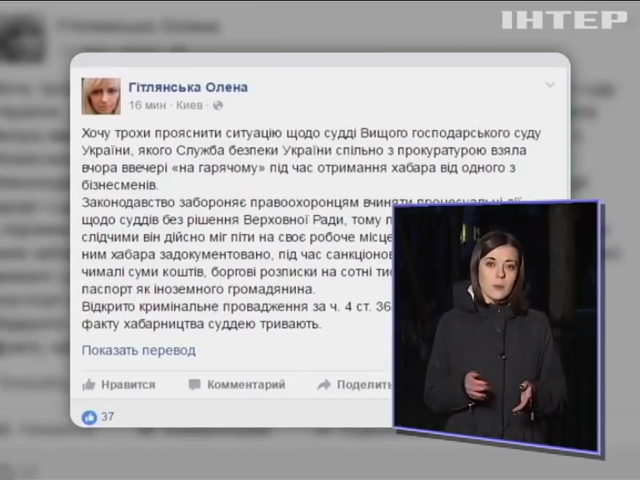 ІНТЕР
Гітлянська Олена
16 мин · Киев ·
Хочу трохи прояснити ситуацію щодо судді Вищого господарського суду
України, якого Служба безпеки України спільно з прокуратурою взяла
вчора ввечері «на гарячому» під час отримання хабара від одного з
бізнесменів.
Законодавство забороняє правоохоронцям вчиняти процесуальні дії
щодо суддів без рішення Верховної Ради, тому п
слідчими він дійсно міг піти на своє робоче місце
ним хабара задокументовано, під час санкціонов
чималі суми коштів, боргові розписки на сотні тис
паспорт як іноземного громадянина.
Відкрито кримінальне провадження за ч. 4 ст. 36
факту хабарництва суддею тривають.
Показать перевод
Нравится Комментарий Поделить
37